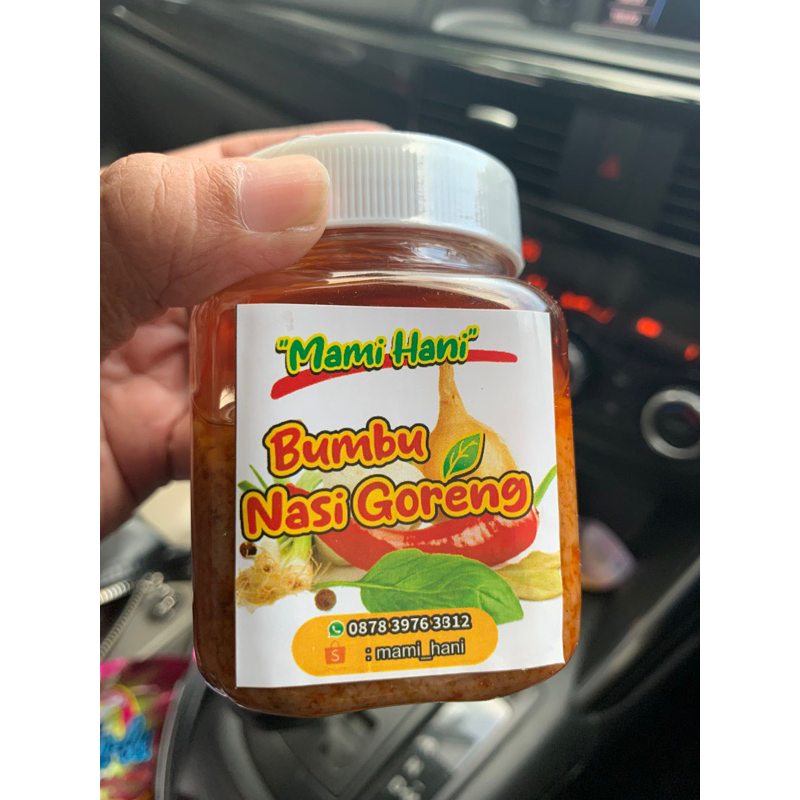 "Mami Hani"
Bumbu
Nasi Goreng
0878 3976 3312
: mami_hani